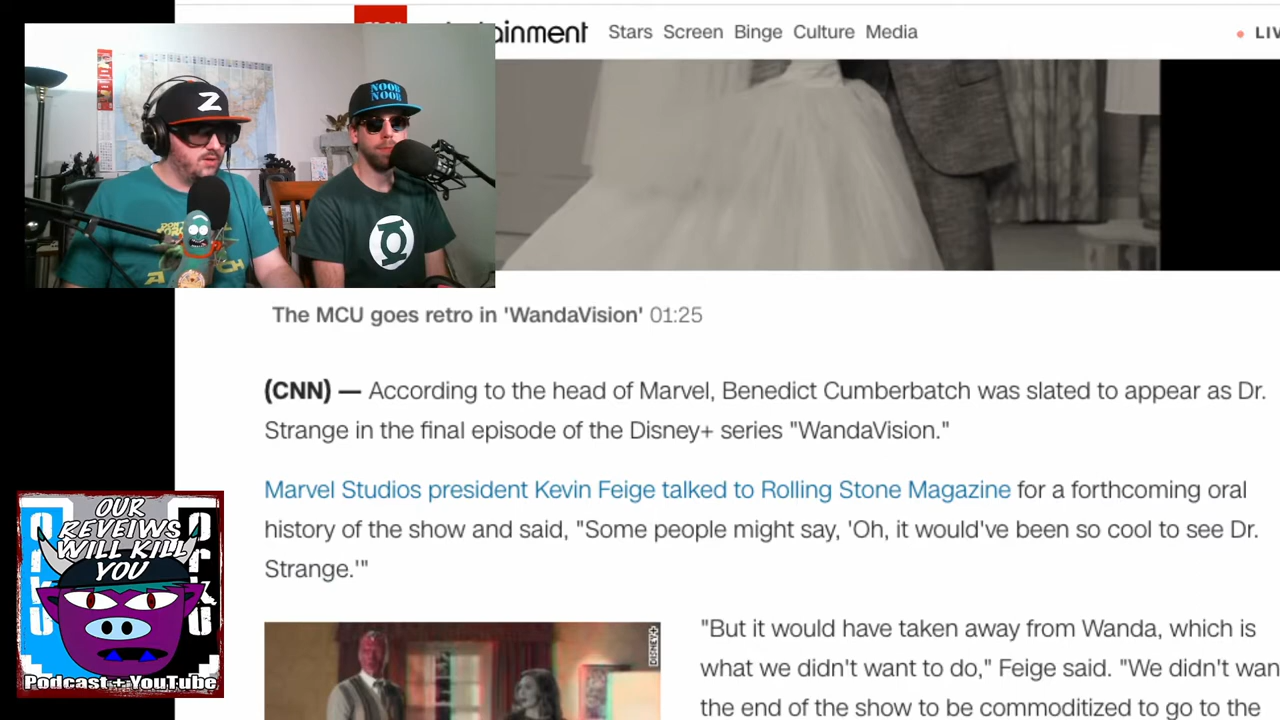 ainment
Stars Screen Binge Culture Media
LIV
Z
NOOB
NOOB
The MCU goes retro in 'WandaVision' 01:25
(CNN) — According to the head of Marvel, Benedict Cumberbatch was slated to appear as Dr.
Strange in the final episode of the Disney+ series "WandaVision."
Marvel Studios president Kevin Feige talked to Rolling Stone Magazine for a forthcoming oral
history of the show and said, "Some people might say, 'Oh, it would've been so cool to see Dr.
Strange.'"
"But it would have taken away from Wanda, which is
what we didn't want to do," Feige said. "We didn't wan
the end of the show to be commoditized to go to the
DISNEY+
OUR
REVEIWS
WILL KILL
YOU
Podcast + YouTube